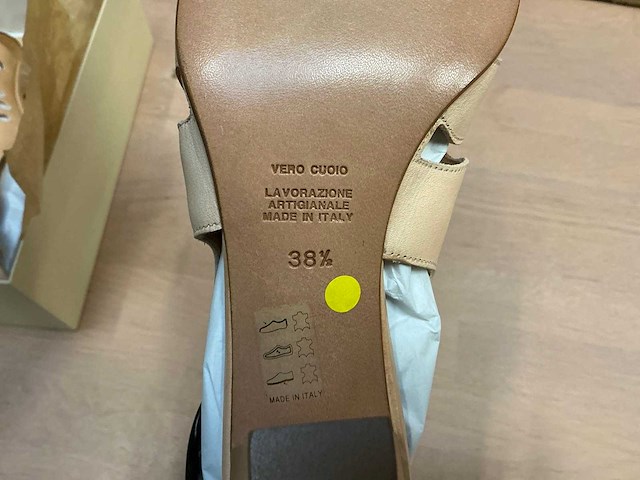 VERO CUOIO
LAVORAZIONE
ARTIGIANALE
MADE IN ITALY
38½
MADE IN ITALY